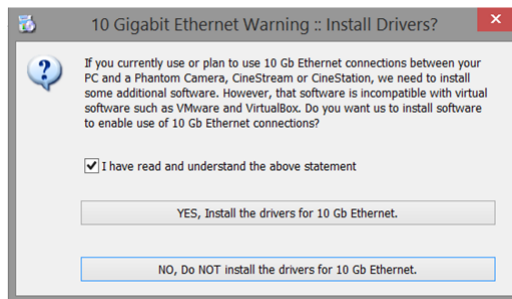 10 Gigabit Ethernet Warning :: Install Drivers?
If you currently use or plan to use 10 Gb Ethernet connections between your
PC and a Phantom Camera, CineStream or CineStation, we need to install
some additional software. However, that software is incompatible with virtual
software such as VMware and VirtualBox. Do you want us to install software
to enable use of 10 Gb Ethernet connections?
I have read and understand the above statement
YES, Install the drivers for 10 Gb Ethernet.
NO, Do NOT install the drivers for 10 Gb Ethernet.